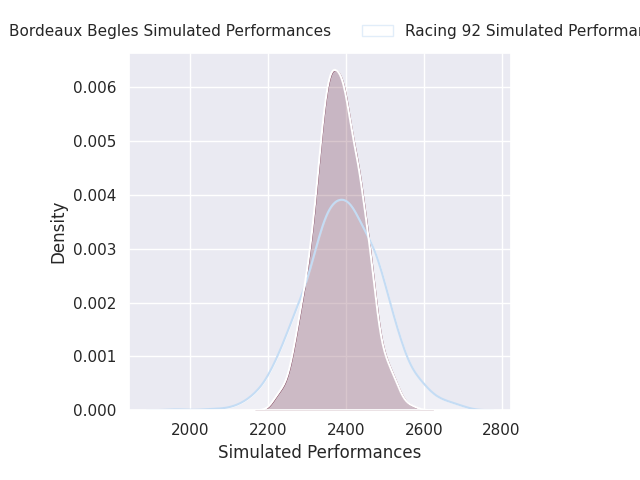 Bordeaux Begles Simulated Performances
Racing 92 Simulated Performa
0.006
0.005
0.004
0.003
0.002
0.001
0.000
Density
2000 2200 2400 2600 2800
Simulated Performances